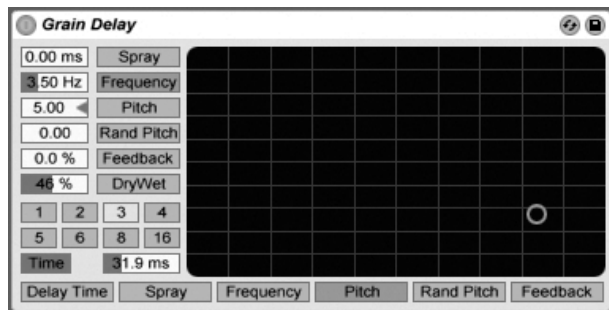 Grain Delay
0.00 ms Spray
3.50 Hz Frequency
5.00 Pitch
0.00 Rand Pitch
0.0 % Feedback
46 % DryWet
1 2 3 4
5 6 8 16
Time 31.9 ms
Delay Time Spray Frequency Pitch Rand Pitch Feedback